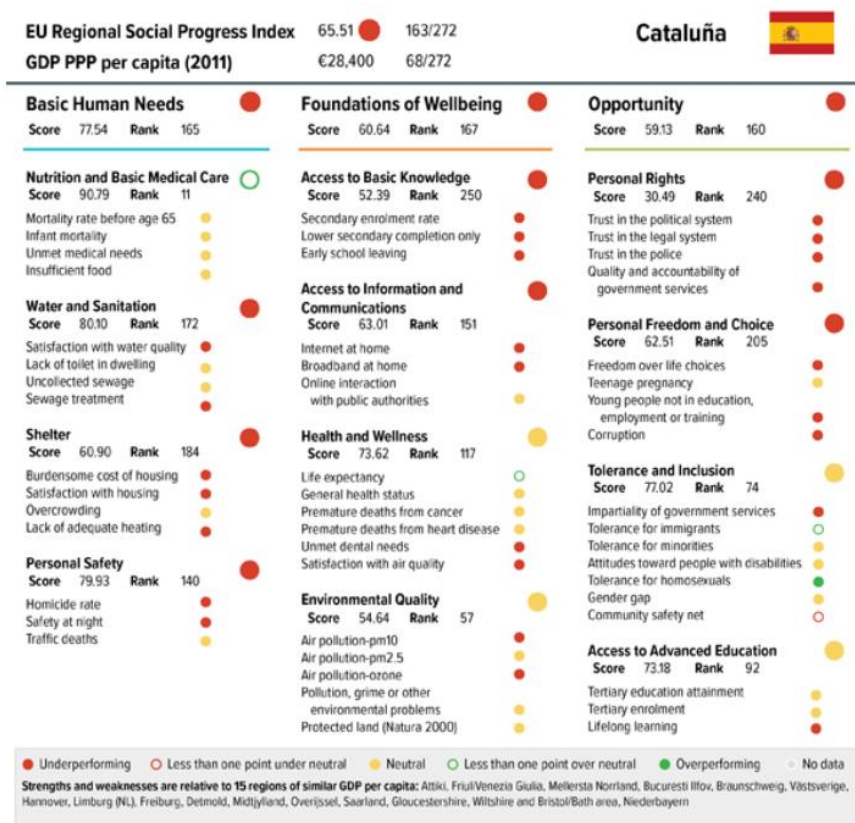 EU Regional Social Progress Index 65.51 163/272
GDP PPP per capita (2011) €28,400 68/272
Cataluña
Basic Human Needs
Score 77.54 Rank 165
Nutrition and Basic Medical Care
Score 90.79 Rank 11
Mortality rate before age 65
Infant mortality
Unmet medical needs
Insufficient food
Water and Sanitation
Score 80.10 Rank 172
Satisfaction with water quality
Lack of toilet in dwelling
Uncollected sewage
Sewage treatment
Shelter
Score 60.90 Rank 184
Burdensome cost of housing
Satisfaction with housing
Overcrowding
Lack of adequate heating
Personal Safety
Score 79.93 Rank 140
Homicide rate
Safety at night
Traffic deaths
Foundations of Wellbeing
Score 60.64 Rank 167
Access to Basic Knowledge
Score 52.39 Rank 250
Secondary enrolment rate
Lower secondary completion only
Early school leaving
Access to Information and
Communications
Score 63.01 Rank 151
Internet at home
Broadband at home
Online interaction
with public authorities
Health and Wellness
Score 73.62 Rank 117
Life expectancy
General health status
Premature deaths from cancer
Premature deaths from heart disease
Unmet dental needs
Satisfaction with air quality
Environmental Quality
Score 54.64 Rank 57
Air pollution-pm10
Air pollution-pm2.5
Air pollution-ozone
Pollution, grime or other
environmental problems
Protected land (Natura 2000)
Opportunity
Score 59.13 Rank 160
Personal Rights
Score 30.49 Rank 240
Trust in the political system
Trust in the legal system
Trust in the police
Quality and accountability of
government services
Personal Freedom and Choice
Score 62.51 Rank 205
Freedom over life choices
Teenage pregnancy
Young people not in education,
employment or training
Corruption
Tolerance and Inclusion
Score 77.02 Rank 74
Impartiality of government services
Tolerance for immigrants
Tolerance for minorities
Attitudes toward people with disabilities
Tolerance for homosexuals
Gender gap
Community safety net
Access to Advanced Education
Score 73.18 Rank 92
Tertiary education attainment
Tertiary enrolment
Lifelong learning
Underperforming Less than one point under neutral Neutral Less than one point over neutral Overperforming No data
Strengths and weaknesses are relative to 15 regions of similar GDP per capita: Attiki, Friuli/Venezia Giulia, Mellersta Norrland, Bucuresti Ilfov, Braunschweig, Västsverige,
Hannover, Limburg (NL), Freiburg, Detmold, Midtjylland, Overijssel, Saarland, Gloucestershire, Wiltshire and Bristol/Bath area, Niederbayern